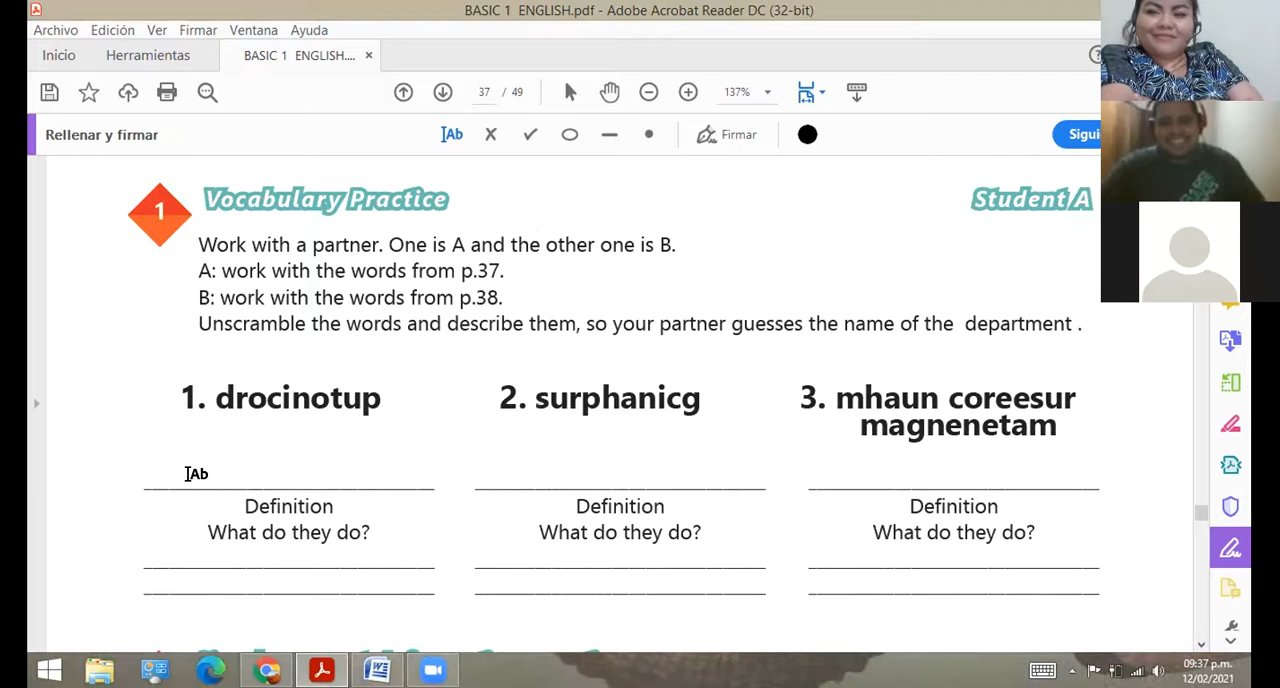 BASIC 1 ENGLISH.pdf - Adobe Acrobat Reader DC (32-bit)
Archivo Edición Ver Firmar Ventana Ayuda
Inicio Herramientas BASIC 1 ENGLISH.... ×
37 / 49 137%
Rellenar y firmar Ab Firmar Sigui
1 Vocabulary Practice Student A
Work with a partner. One is A and the other one is B.
A: work with the words from p.37.
B: work with the words from p.38.
Unscramble the words and describe them, so your partner guesses the name of the department .
1. drocinotup 2. surphanicg 3. mhaun coreesur
magnenetam
Ab
Definition Definition Definition
What do they do? What do they do? What do they do?
09:37 p.m.
12/02/2021